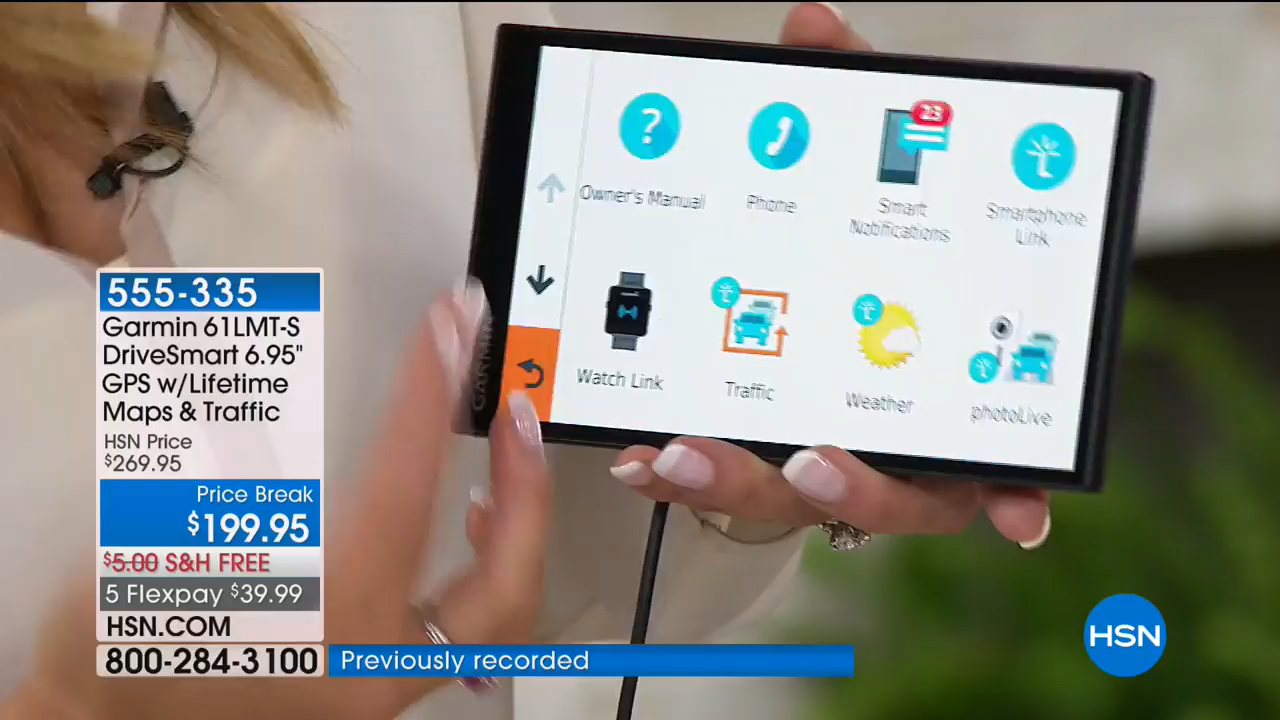 555-335
Garmin 61LMT-S
DriveSmart 6.95"
GPS w/Lifetime
Maps & Traffic
HSN Price
$269.95
Price Break
$199.95
$5.00 S&H FREE
5 Flexpay $39.99
HSN.COM
800-284-3100
Previously recorded
HSN
GARMIN
?
23
Owner's Manual
Phone
Smart
Notifications
Smartphone
Link
Watch Link
Traffic
Weather
photoLive